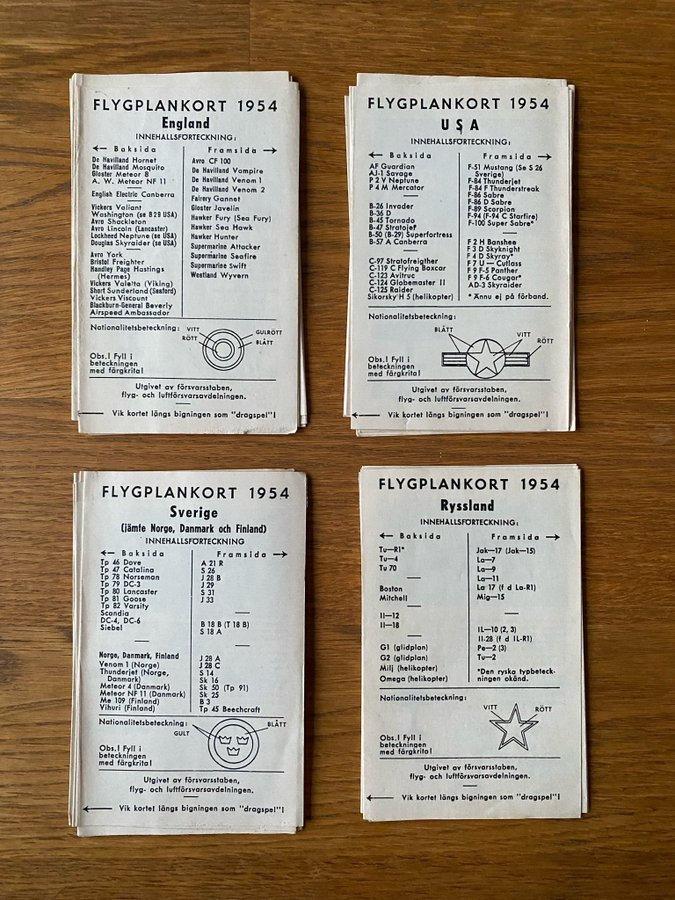 FLYGPLANKORT 1954
England
INNEHALLSFÖRTECKNING:
← Baksida
De Havilland Hornet
De Havilland Mosquito
Gloster Meteor 8
A. W. Meteor NF 11
English Electric Canberra
Vickers Valiant
Washington (se B 29 USA)
Avro Shackleton
Avro Lincoln (Lancaster)
Lockheed Neptune (se USA)
Douglas Skyraider (se USA)
Avro York
Bristol Freighter
Handley Page Hastings
(Hermes)
Vickers Valetta (Viking)
Short Sunderland (Seaford)
Vickers Viscount
Blackburn-General Beverly
Airspeed Ambassador
Framsida →
Avro CF 100
De Havilland Vampire
De Havilland Venom 1
De Havilland Venom 2
Fairery Gannet
Gloster Javelin
Hawker Fury (Sea Fury)
Hawker Sea Hawk
Hawker Hunter
Supermarine Attacker
Supermarine Seafire
Supermarine Swift
Westland Wyvern
Nationalitetsbeteckning:
VITT
RÖTT
GULRÖTT
BLÅTT
Obs.! Fyll i
beteckningen
med färgkrita!
Utgivet av försvarsstaben,
flyg- och luftförsvarsavdelningen.
← Vik kortet längs bigningen som "dragspel"!
FLYGPLANKORT 1954
USA
INNEHALLSFÖRTECKNING:
← Baksida
AF Guardian
AJ-1 Savage
P 2 V Neptune
P 4 M Mercator
B-26 Invader
B-36 D
B-45 Tornado
B-47 Stratojet
B-50 (B-29) Superfortress
B-57 A Canberra
C-97 Stratofreigther
C-119 C Flying Boxcar
C-123 Avitruc
C-124 Globemaster II
C-125 Raider
Sikorsky H 5 (helikopter)
Framsida →
F-51 Mustang (Se S 26
Sverige)
F-84 Thunderjet
F-84 F Thunderstreak
F-86 Sabre
F-86 D Sabre
F-89 Scorpion
F-94 (F-94 C Starfire)
F-100 Super Sabre*
F 2 H Banshee
F 3 D Skyknight
F 4 D Skyray*
F 7 U — Cutlass
F 9 F-5 Panther
F 9 F-6 Cougar*
AD-3 Skyraider
*Ännu ej på förband.
Nationalitetsbeteckning:
BLÅTT
VITT
RÖTT
Obs.! Fyll i
beteckningen
med färgkrita!
Utgivet av försvarsstaben,
flyg- och luftförsvarsavdelningen.
← Vik kortet längs bigningen som "dragspel"!
FLYGPLANKORT 1954
Sverige
(jämte Norge, Danmark och Finland)
INNEHALLSFÖRTECKNING
← Baksida
Tp 46 Dove
Tp 47 Catalina
Tp 78 Norseman
Tp 79 DC-3
Tp 80 Lancaster
Tp 81 Goose
Tp 82 Varsity
Scandia
DC-4, DC-6
Siebel
Norge, Danmark, Finland
Venom 1 (Norge)
Thunderjet (Norge,
Danmark)
Meteor 4 (Danmark)
Meteor NF 11 (Danmark)
Me 109 (Finland)
Vihuri (Finland)
Framsida →
A 21 R
S 26
J 28 B
J 29
S 31
J 33
B 18 B (T 18 B)
S 18 A
J 28 A
J 28 C
S 14
Sk 16
Sk 50 (Tp 91)
Sk 25
B 3
Tp 45 Beechcraft
Nationalitetsbeteckning:
GULT
BLÅTT
Obs.! Fyll i
beteckningen
med färgkrita!
Utgivet av försvarsstaben,
flyg- och luftförsvarsavdelningen.
← Vik kortet längs bigningen som "dragspel"!
FLYGPLANKORT 1954
Ryssland
INNEHALLSFÖRTECKNING:
← Baksida
Tu—R1*
Tu—4
Tu 70
Boston
Mitchell
Il—12
Il—18
G1 (glidplan)
G2 (glidplan)
Milj (helikopter)
Omega (helikopter)
Framsida →
Jak—17 (Jak—15)
La—7
La—9
La—11
La 17 (f d La-R1)
Mig—15
IL—10 (2, 3)
Il-28 (f d IL-R1)
Pe—2 (3)
Tu—2
*Den ryska typbeteck-
ningen okänd.
Nationalitetsbeteckning:
VITT
RÖTT
Obs.! Fyll i
beteckningen
med färgkrita!
Utgivet av försvarsstaben,
flyg- och luftförsvarsavdelningen.
← Vik kortet längs bigningen som "dragspel"!